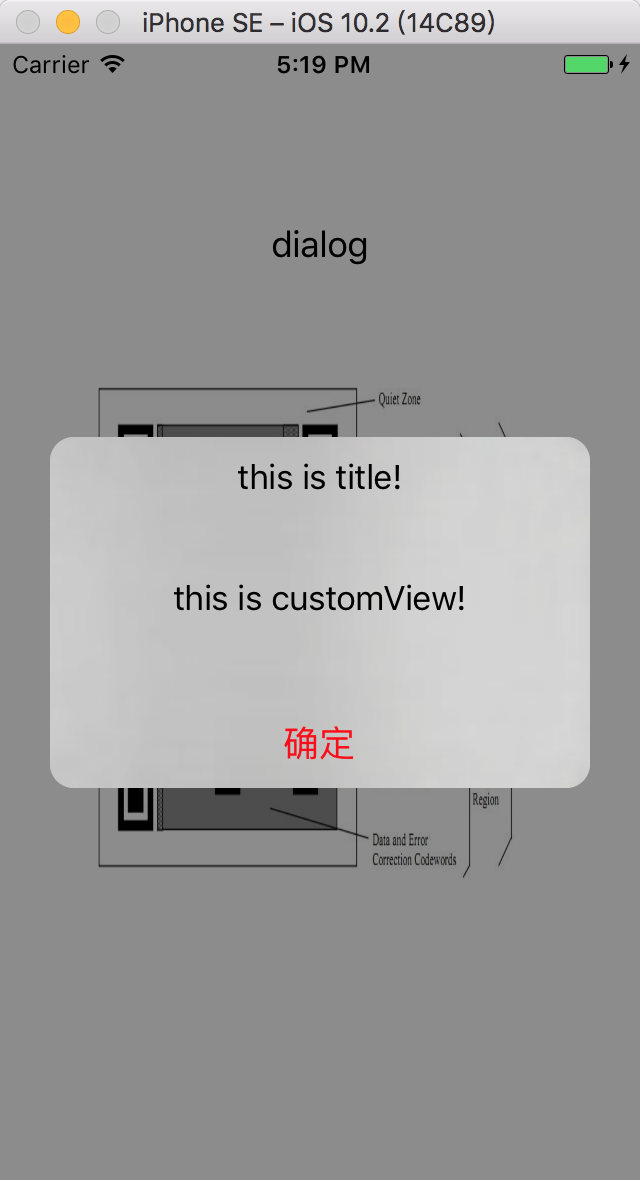 iPhone SE – iOS 10.2 (14C89)
Carrier 5:19 PM
dialog
Quiet Zone
this is title!
this is customView!
确定
Region
Data and Error
Correction Codewords